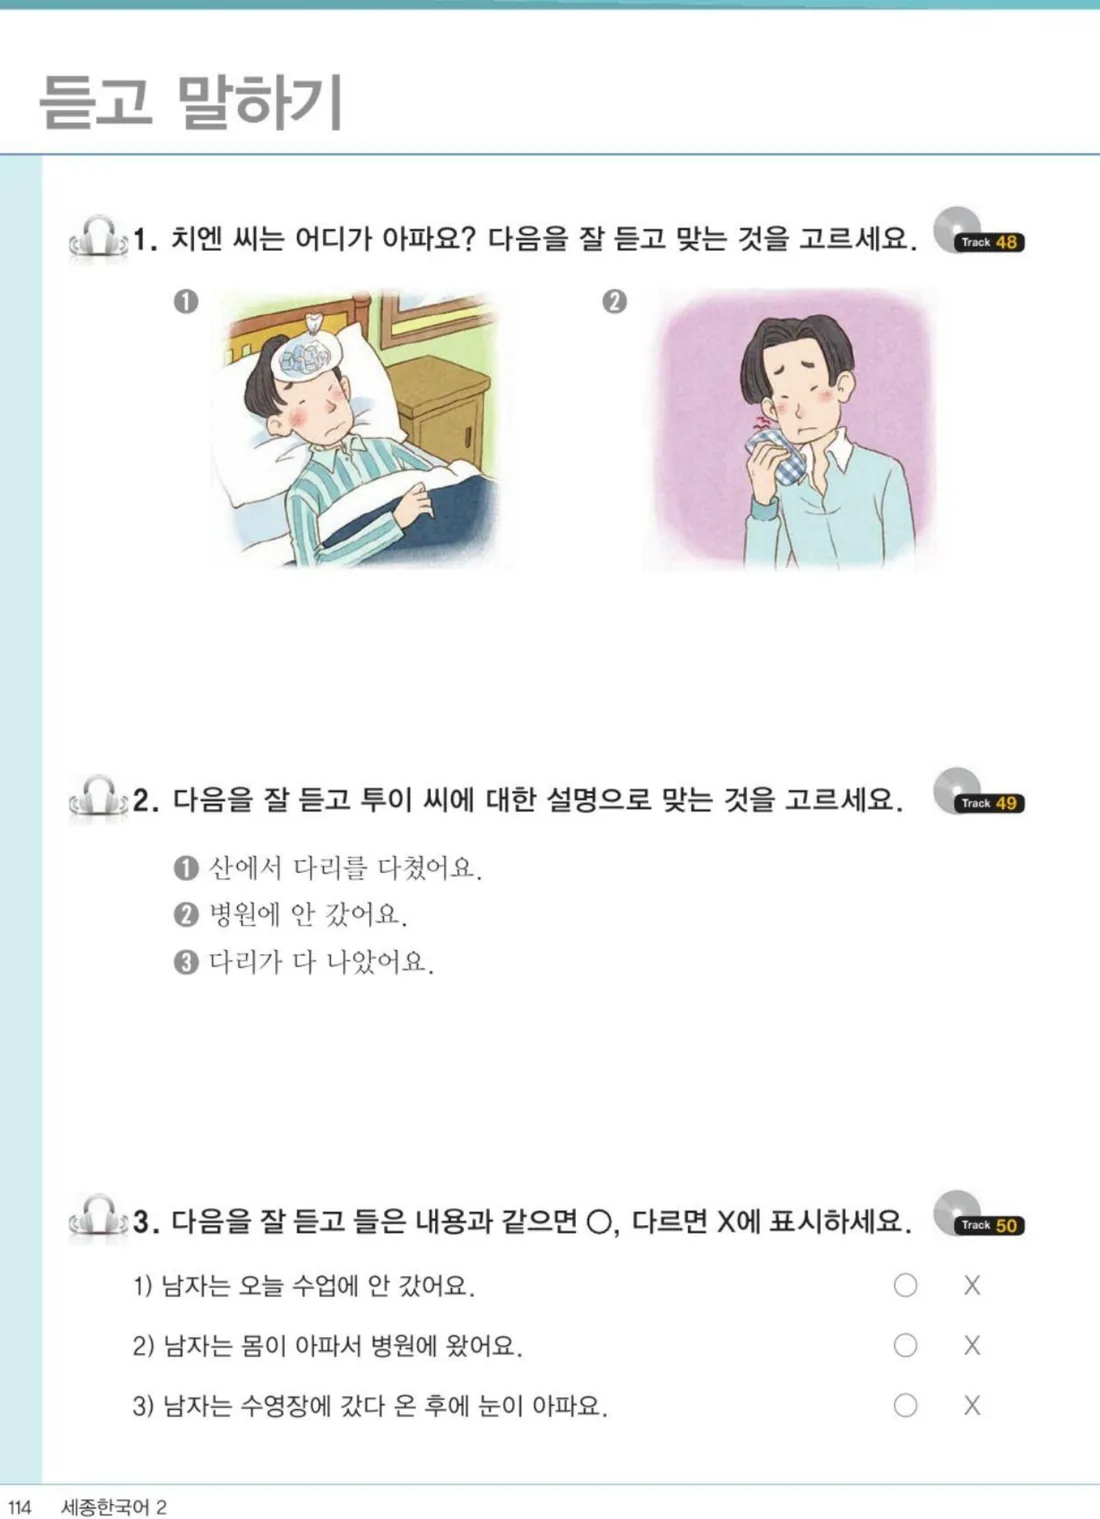 듣고 말하기
1. 치엔 씨는 어디가 아파요? 다음을 잘 듣고 맞는 것을 고르세요.
Track 48
1
2
2. 다음을 잘 듣고 투이 씨에 대한 설명으로 맞는 것을 고르세요.
Track 49
1 산에서 다리를 다쳤어요.
2 병원에 안 갔어요.
3 다리가 다 나았어요.
3. 다음을 잘 듣고 들은 내용과 같으면 ○, 다르면 X에 표시하세요.
Track 50
1) 남자는 오늘 수업에 안 갔어요. ○ X
2) 남자는 몸이 아파서 병원에 왔어요. ○ X
3) 남자는 수영장에 갔다 온 후에 눈이 아파요. ○ X
114 세종한국어 2